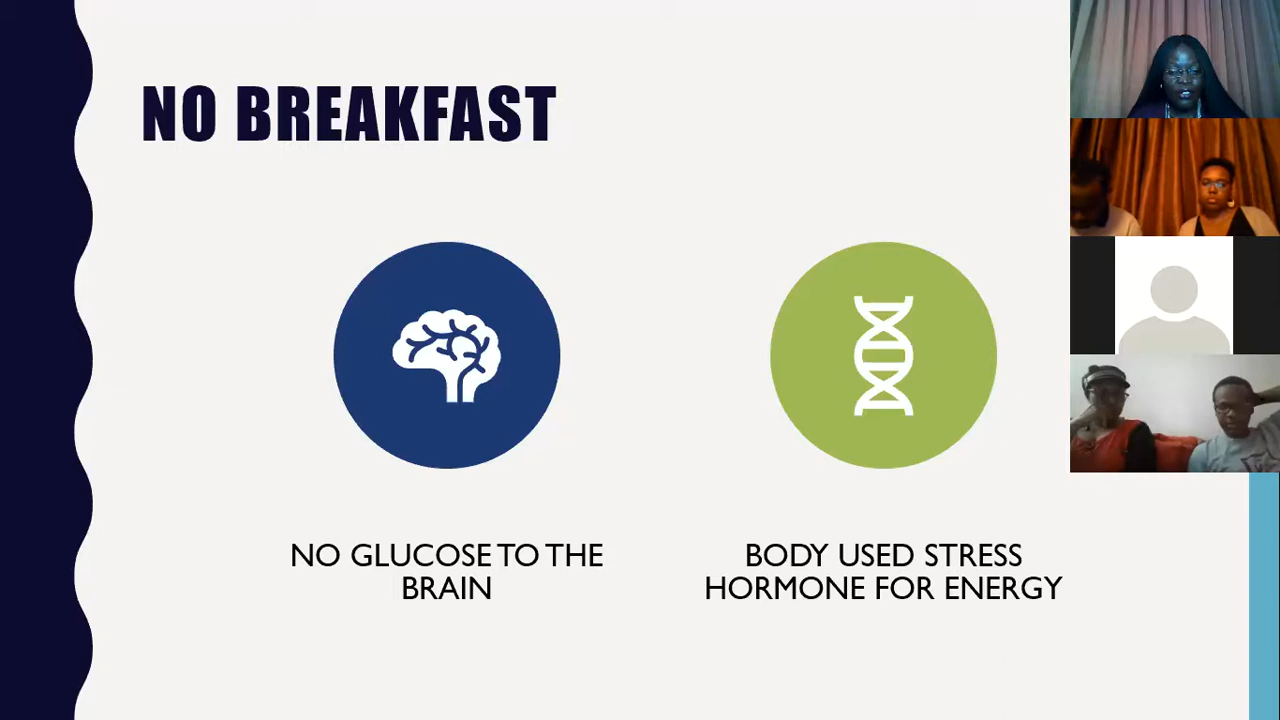 NO BREAKFAST
NO GLUCOSE TO THE
BRAIN
BODY USED STRESS
HORMONE FOR ENERGY